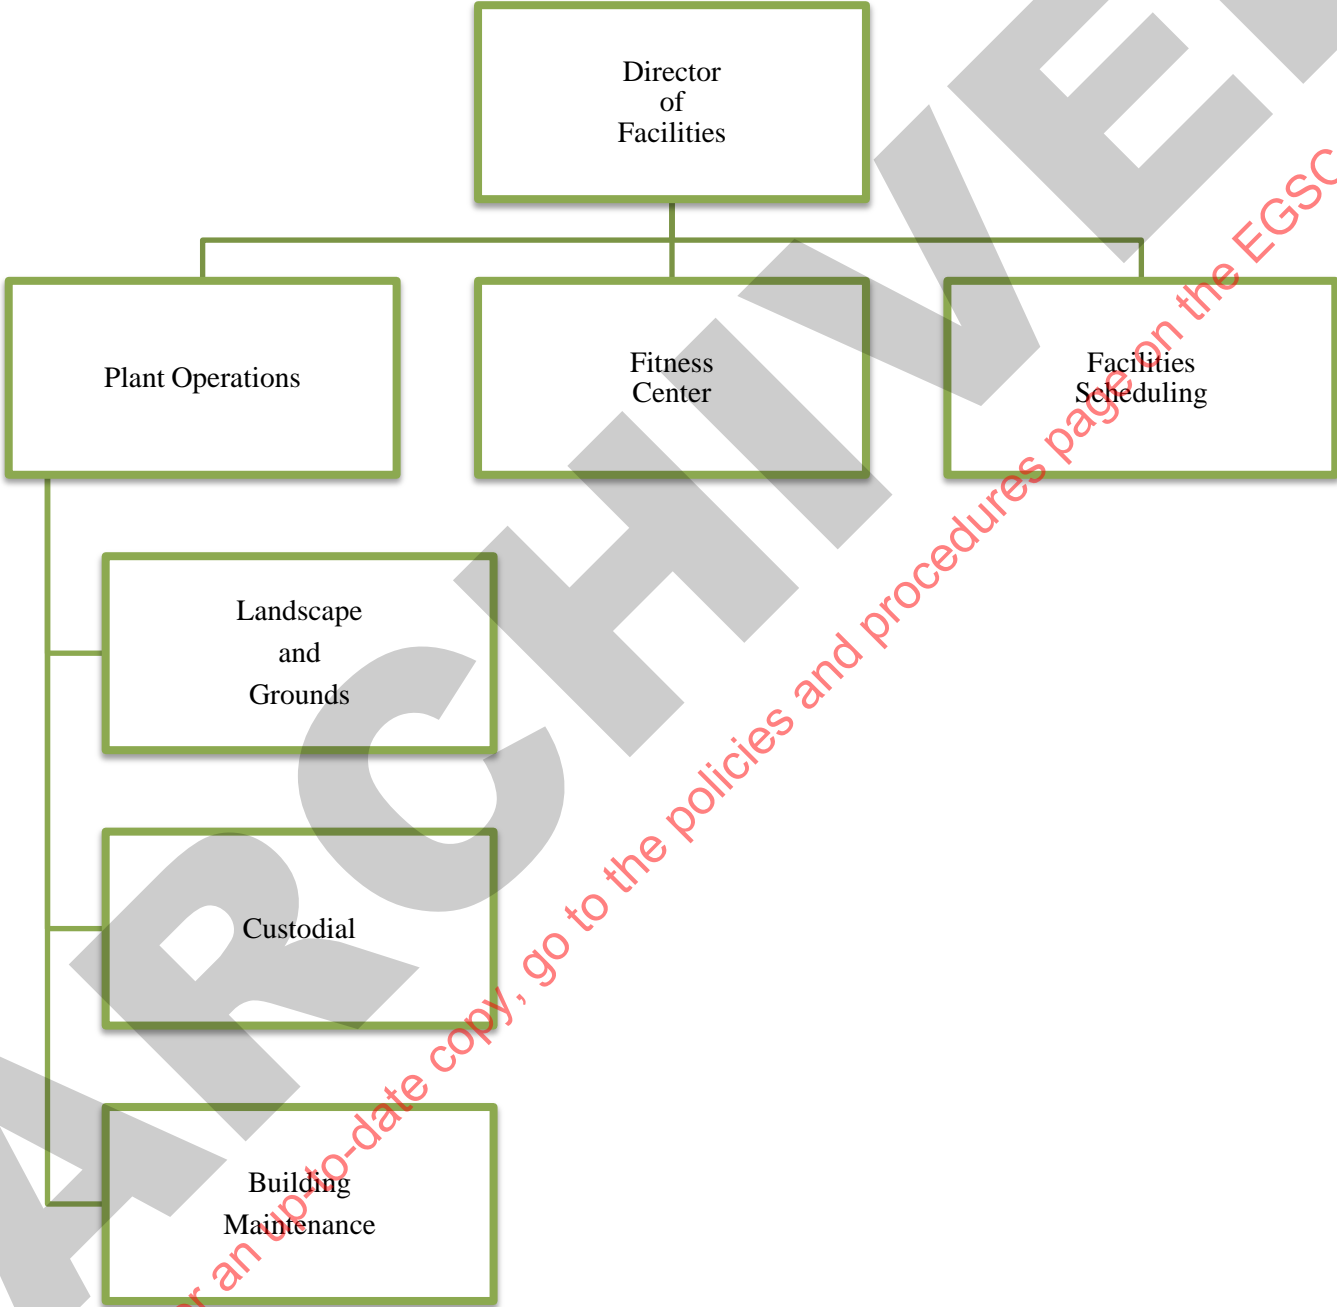 Director
of
Facilities
Plant Operations
Fitness
Center
Facilities
Scheduling
Landscape
and
Grounds
Custodial
Building
Maintenance
ARCHIVE
an up-to-date copy, go to the policies and procedures page on the EGSC